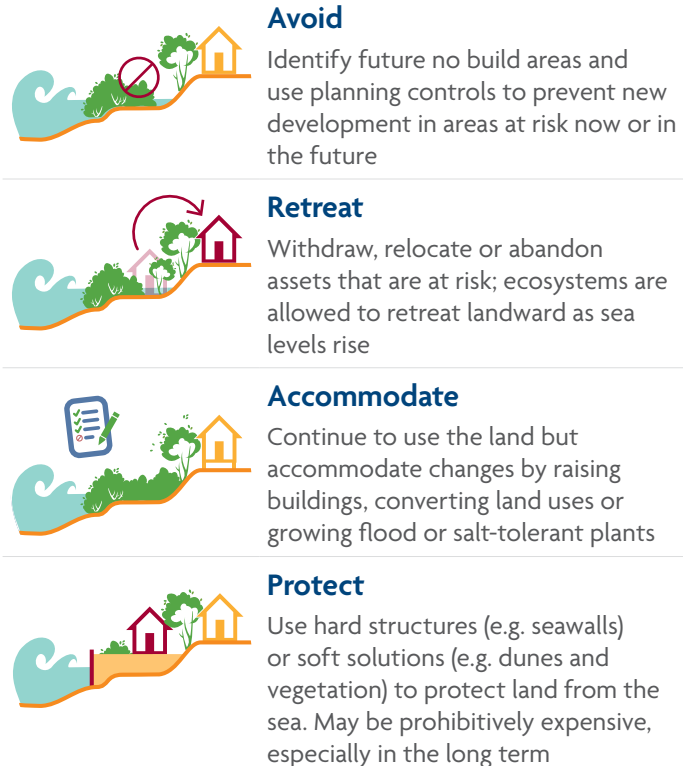 Avoid
Identify future no build areas and
use planning controls to prevent new
development in areas at risk now or in
the future
Retreat
Withdraw, relocate or abandon
assets that are at risk; ecosystems are
allowed to retreat landward as sea
levels rise
Accommodate
Continue to use the land but
accommodate changes by raising
buildings, converting land uses or
growing flood or salt-tolerant plants
Protect
Use hard structures (e.g. seawalls)
or soft solutions (e.g. dunes and
vegetation) to protect land from the
sea. May be prohibitively expensive,
especially in the long term